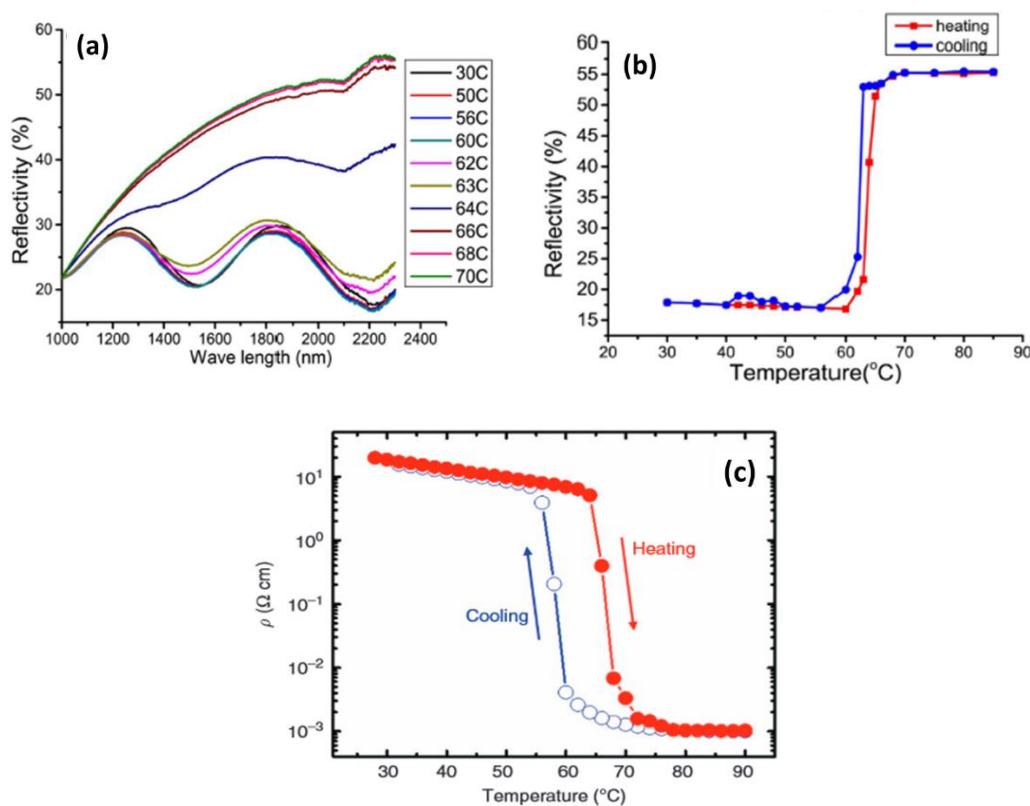 (a)
Reflectivity (%)
60
50
40
30
20
1000 1200 1400 1600 1800 2000 2200 2400
Wave length (nm)
30C
50C
56C
60C
62C
63C
64C
66C
68C
70C
(b)
heating
cooling
Reflectivity (%)
60
55
50
45
40
35
30
25
20
15
20 30 40 50 60 70 80 90
Temperature(°C)
(c)
ρ (Ω cm)
10¹
10⁰
10⁻¹
10⁻²
10⁻³
Heating
Cooling
30 40 50 60 70 80 90
Temperature (°C)